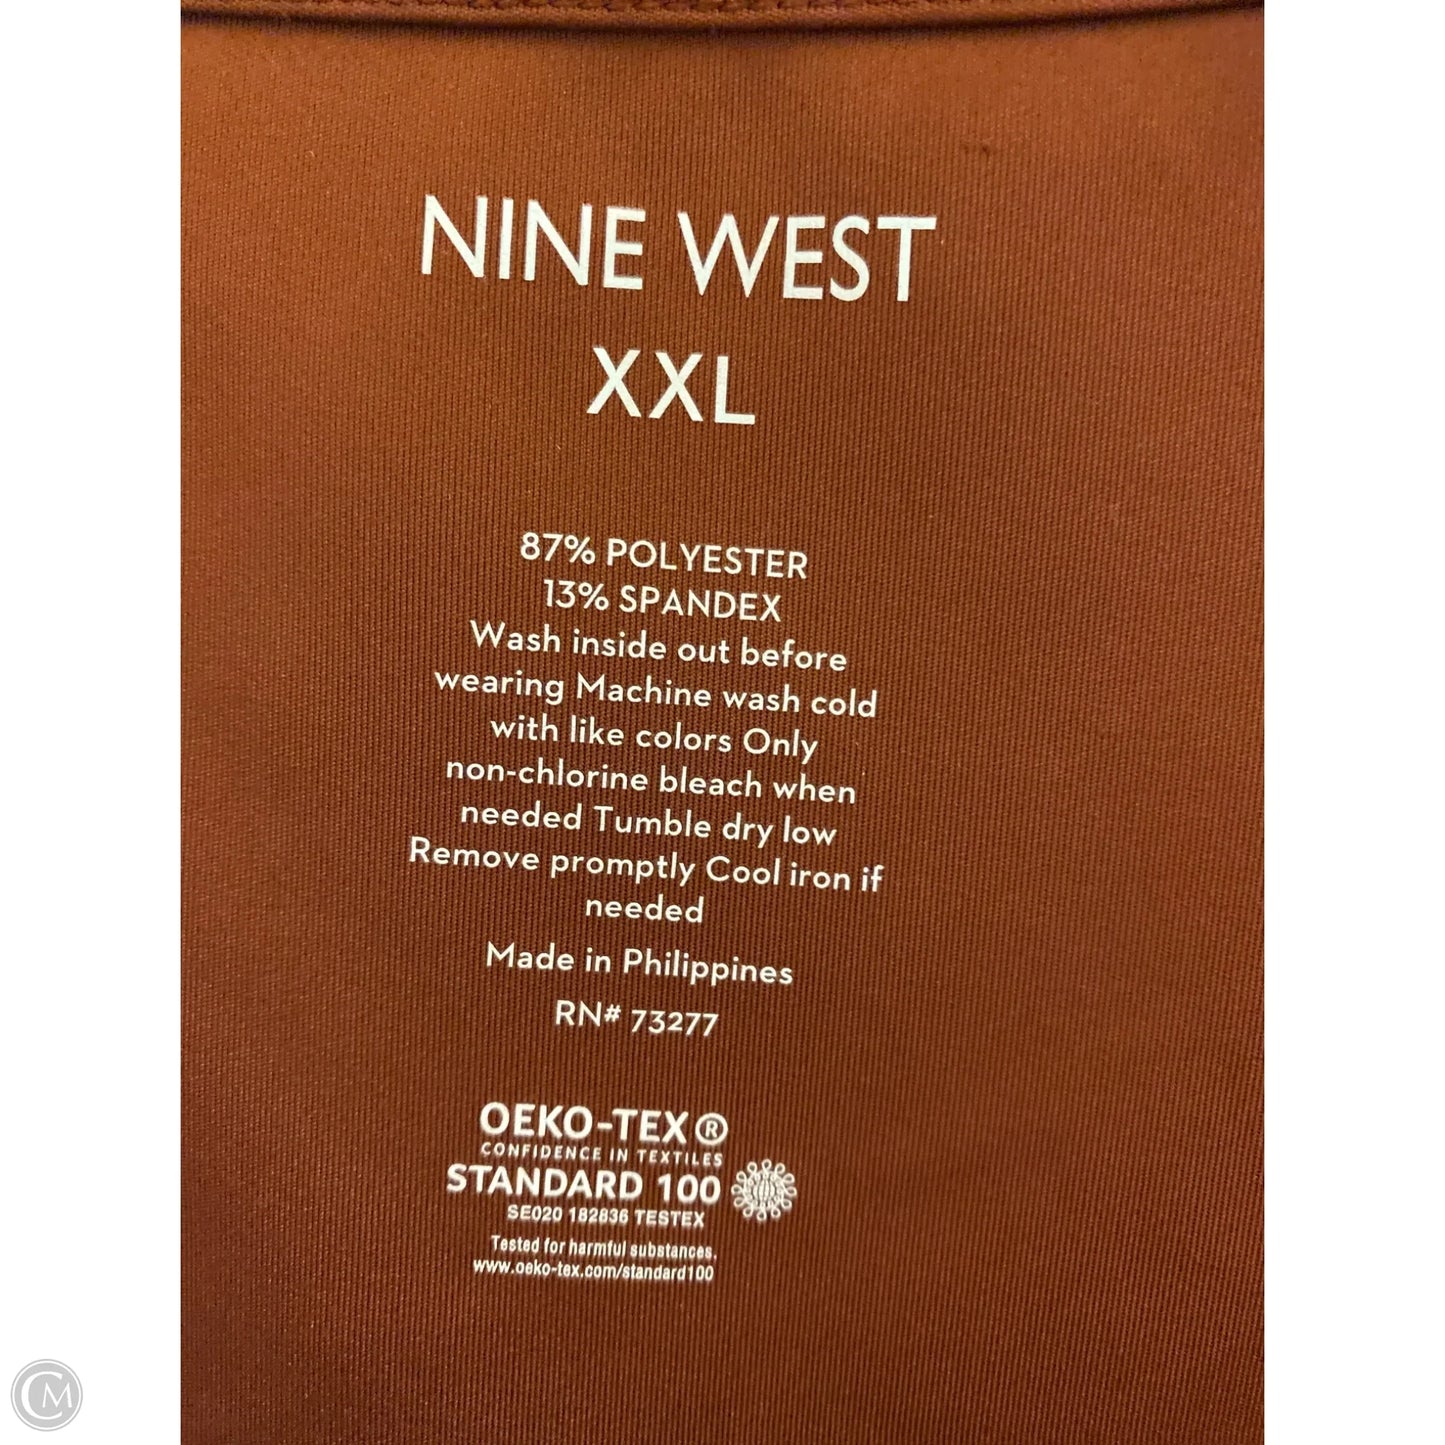 NINE WEST
XXL
87% POLYESTER
13% SPANDEX
Wash inside out before
wearing Machine wash cold
with like colors Only
non-chlorine bleach when
needed Tumble dry low
Remove promptly Cool iron if
needed
Made in Philippines
RN# 73277
OEKO-TEX®
CONFIDENCE IN TEXTILES
STANDARD 100
SE020 182836 TESTEX
Tested for harmful substances.
www.oeko-tex.com/standard100
CM